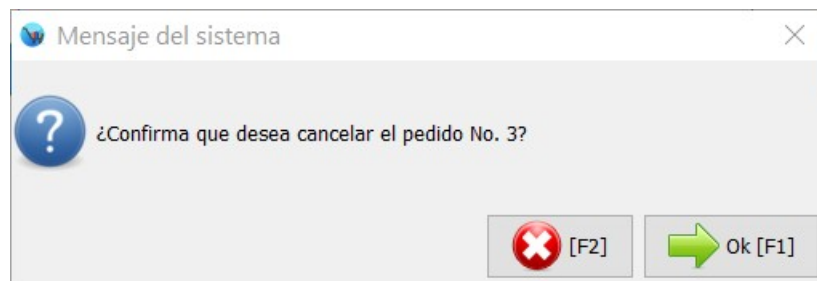 Mensaje del sistema
¿Confirma que desea cancelar el pedido No. 3?
[F2]
Ok [F1]